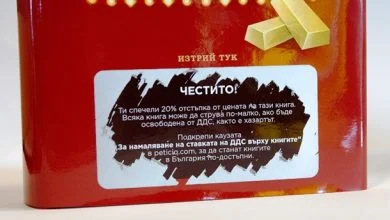 ИЗТРИЙ ТУК
ЧЕСТИТО!
Ти спечели 20% отстъпка от цената на тази книга.
Всяка книга може да струва по-малко, ако бъде
освободена от ДДС, както е хазартът.
Подкрепи каузата
"За намаляване на ставката на ДДС върху книгите"
в peticiq.com, за да станат книгите
в България по-достъпни.